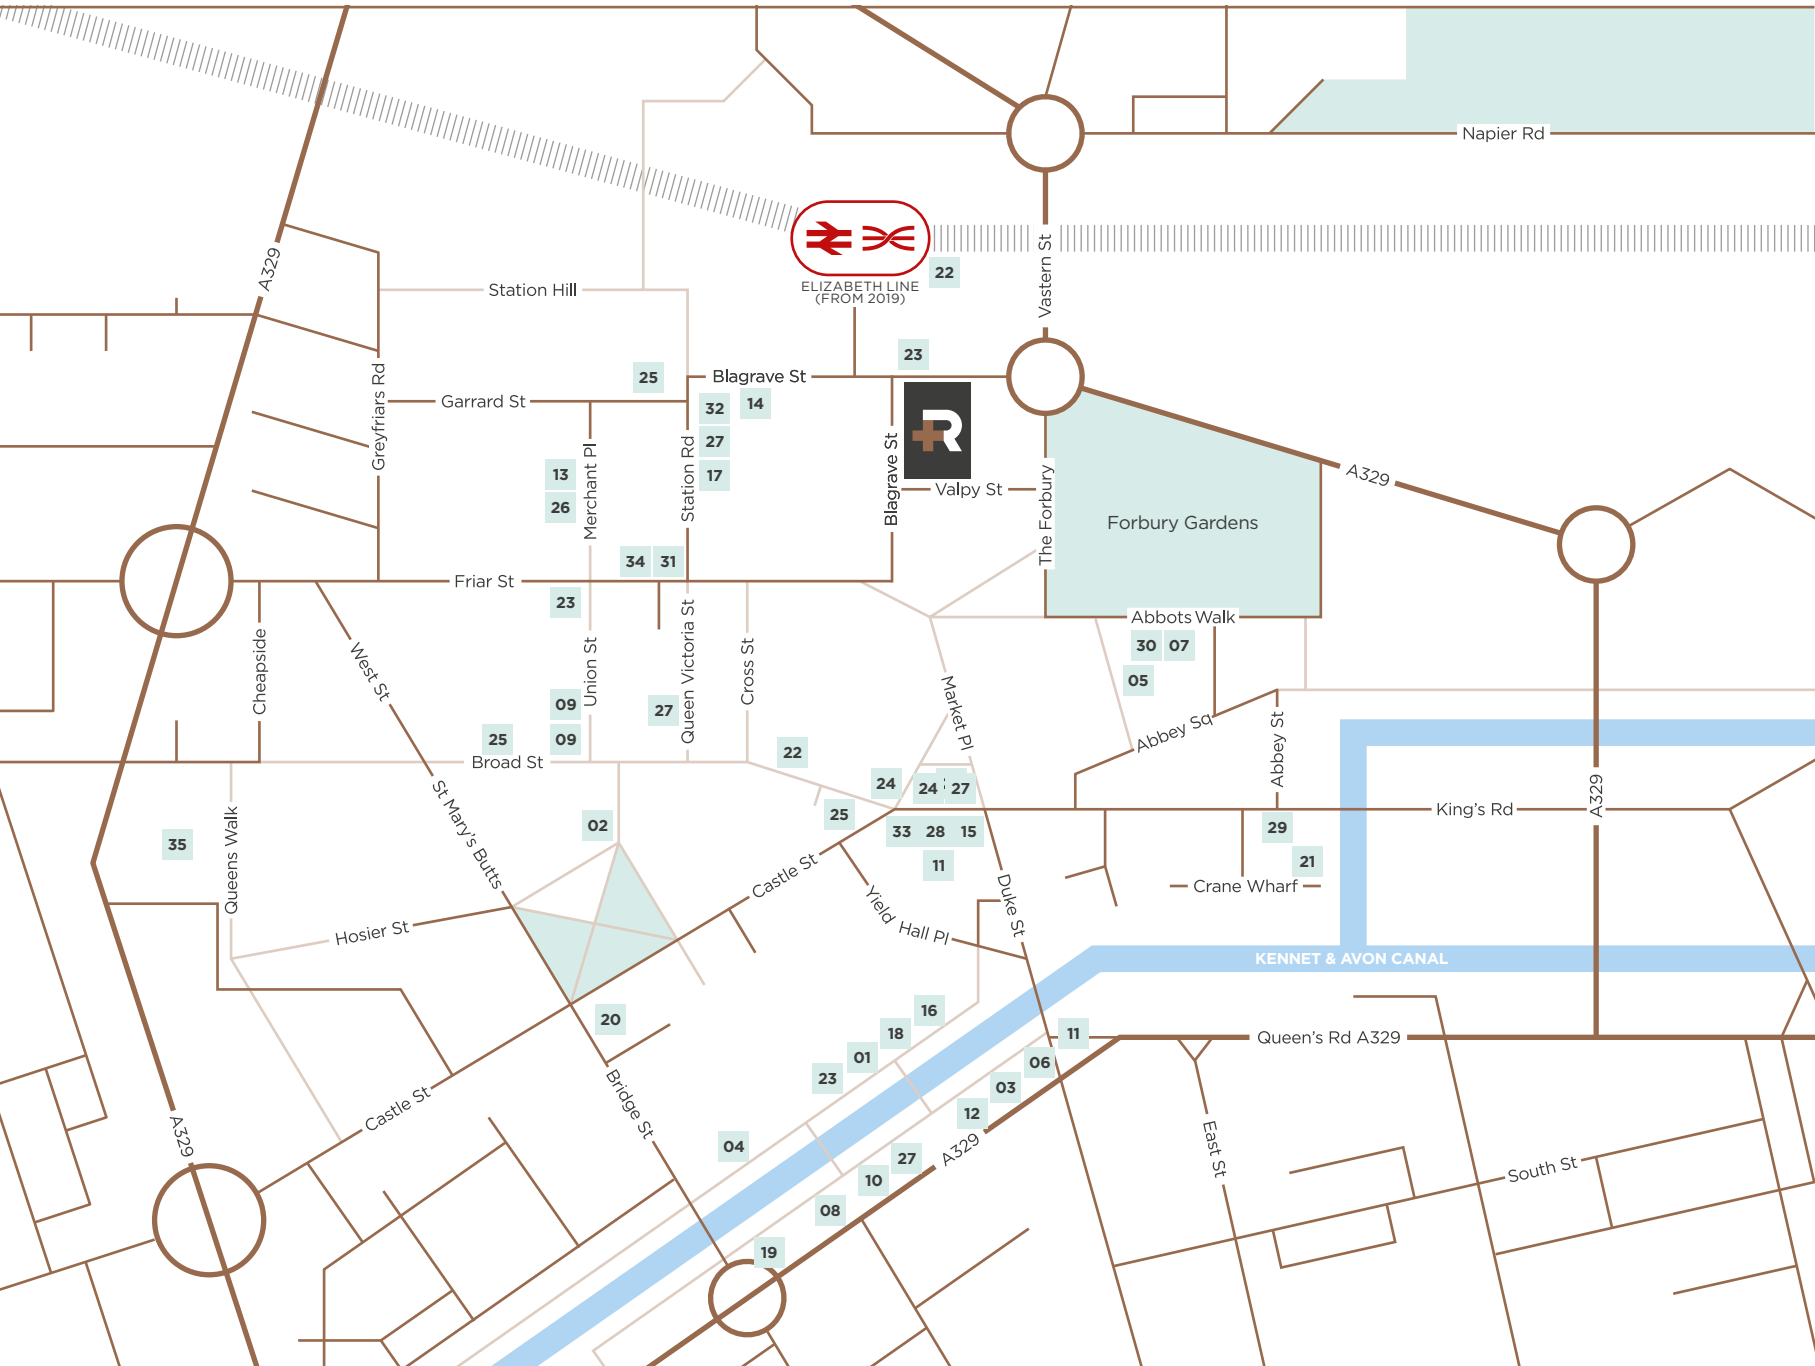 Napier Rd
A329
Vastern St
22
Station Hill
ELIZABETH LINE
(FROM 2019)
23
25
Blagrave St
Garrard St
32
14
Greyfriars Rd
27
R
13
Merchant Pl
Station Rd
17
Blagrave St
Valpy St
The Forbury
A329
26
Forbury Gardens
34
31
Friar St
23
Abbots Walk
30
07
05
Cheapside
West St
Union St
Queen Victoria St
Cross St
Market Pl
09
27
Abbey Sq
Abbey St
25
09
22
Broad St
24
24
27
A329
St Mary's Butts
25
King's Rd
02
33
28
15
29
35
Queens Walk
11
21
Castle St
Crane Wharf
Yield Hall Pl
Duke St
Hosier St
KENNET & AVON CANAL
16
20
18
11
Queen's Rd A329
01
06
23
03
Castle St
Bridge St
12
A329
04
A329
East St
27
South St
10
08
19